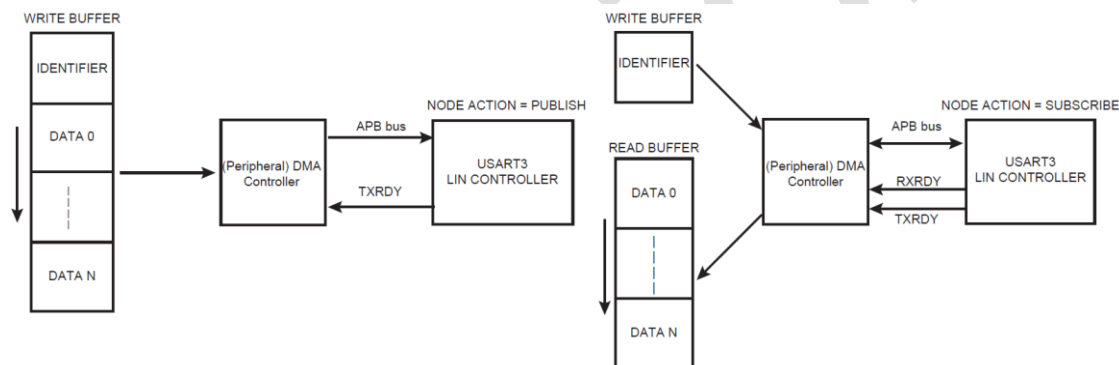 WRITE BUFFER
IDENTIFIER
DATA 0
DATA N
(Peripheral) DMA
Controller
APB bus
TXRDY
NODE ACTION = PUBLISH
USART3
LIN CONTROLLER
WRITE BUFFER
IDENTIFIER
READ BUFFER
DATA 0
DATA N
(Peripheral) DMA
Controller
APB bus
RXRDY
TXRDY
NODE ACTION = SUBSCRIBE
USART3
LIN CONTROLLER